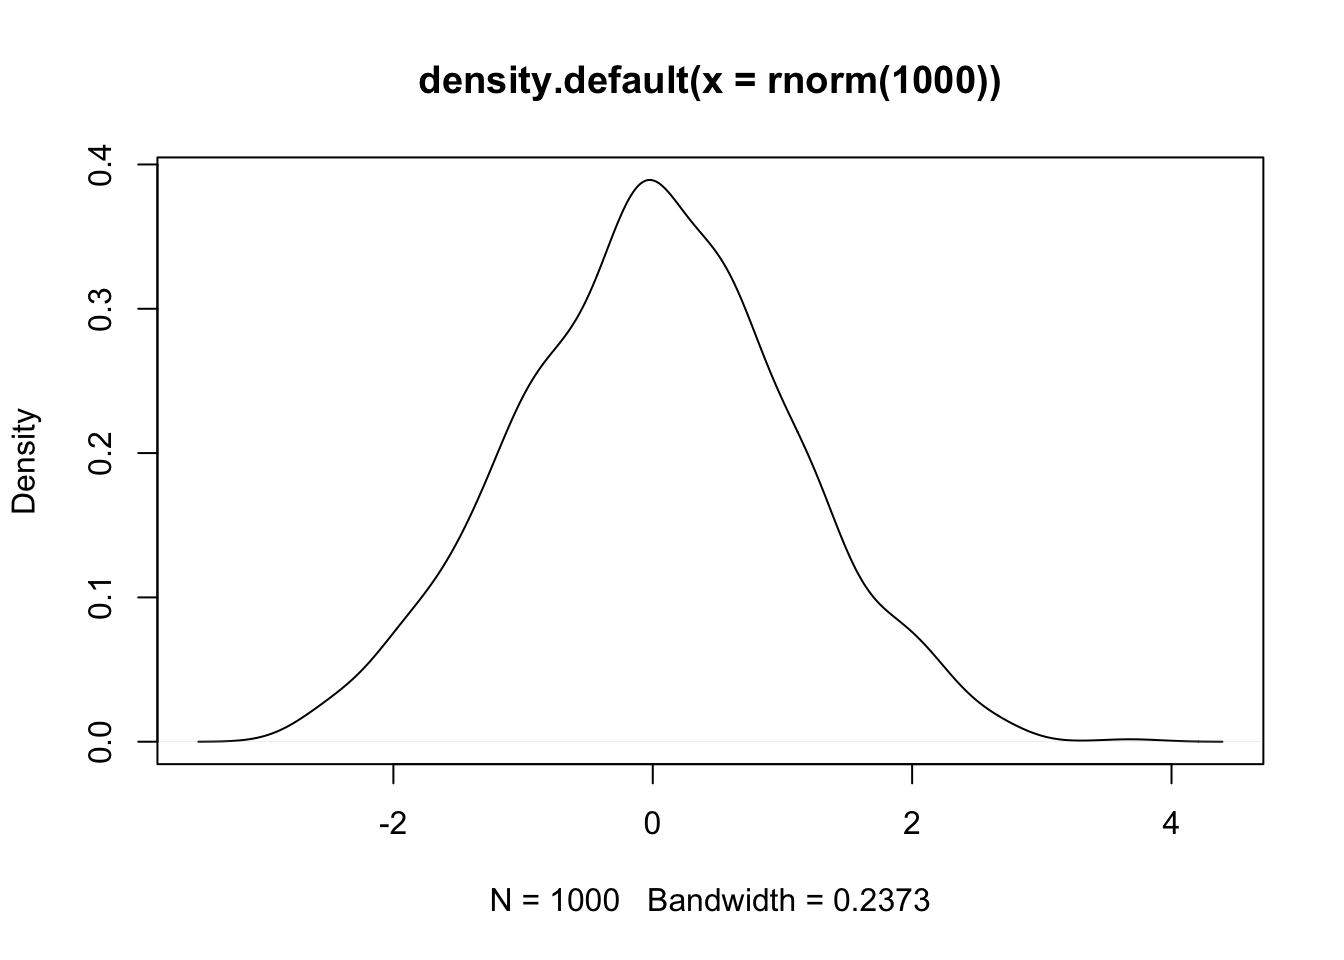 density.default(x = rnorm(1000))
Density
0.4
0.3
0.2
0.1
0.0
-2 0 2 4
N = 1000 Bandwidth = 0.2373